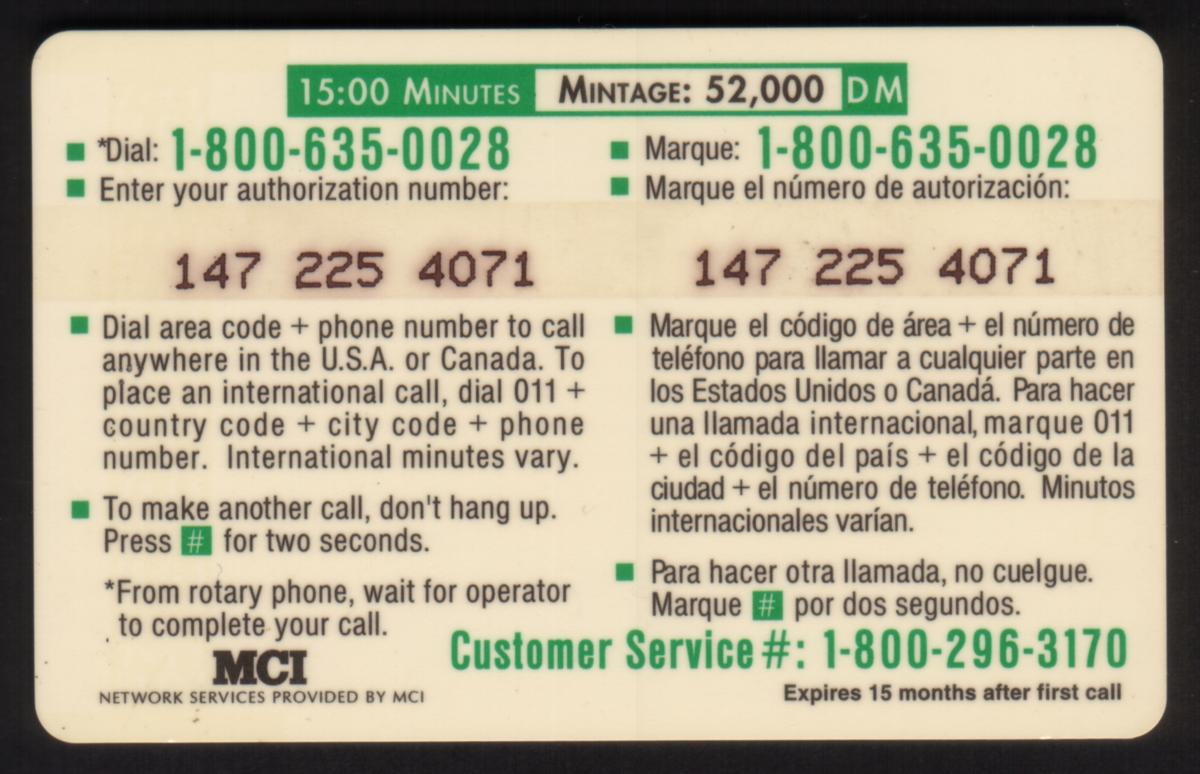 15:00 MINUTES MINTAGE: 52,000 DM
*Dial: 1-800-635-0028
Enter your authorization number:
147 225 4071
Dial area code + phone number to call
anywhere in the U.S.A. or Canada. To
place an international call, dial 011 +
country code + city code + phone
number. International minutes vary.
To make another call, don't hang up.
Press # for two seconds.
*From rotary phone, wait for operator
to complete your call.
Marque: 1-800-635-0028
Marque el número de autorización:
147 225 4071
Marque el código de área + el número de
teléfono para llamar a cualquier parte en
los Estados Unidos o Canadá. Para hacer
una llamada internacional, marque 011
+ el código del país + el código de la
ciudad + el número de teléfono. Minutos
internacionales varían.
Para hacer otra llamada, no cuelgue.
Marque # por dos segundos.
Customer Service #: 1-800-296-3170
MCI
NETWORK SERVICES PROVIDED BY MCI
Expires 15 months after first call